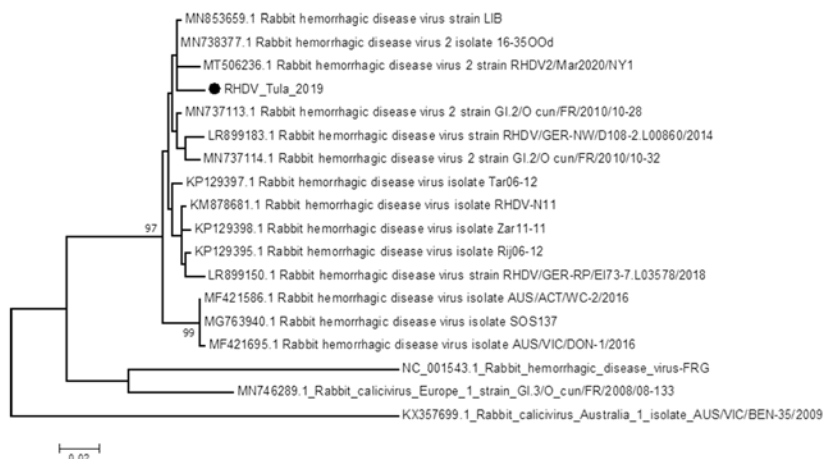 MN853659.1 Rabbit hemorrhagic disease virus strain LIB
MN738377.1 Rabbit hemorrhagic disease virus 2 isolate 16-35OOd
MT506236.1 Rabbit hemorrhagic disease virus 2 strain RHDV2/Mar2020/NY1
RHDV_Tula_2019
MN737113.1 Rabbit hemorrhagic disease virus 2 strain GI.2/O cun/FR/2010/10-28
LR899183.1 Rabbit hemorrhagic disease virus strain RHDV/GER-NW/D108-2.L00860/2014
MN737114.1 Rabbit hemorrhagic disease virus 2 strain GI.2/O cun/FR/2010/10-32
KP129397.1 Rabbit hemorrhagic disease virus isolate Tar06-12
KM878681.1 Rabbit hemorrhagic disease virus isolate RHDV-N11
97
KP129398.1 Rabbit hemorrhagic disease virus isolate Zar11-11
KP129395.1 Rabbit hemorrhagic disease virus isolate Rij06-12
LR899150.1 Rabbit hemorrhagic disease virus strain RHDV/GER-RP/EI73-7.L03578/2018
MF421586.1 Rabbit hemorrhagic disease virus isolate AUS/ACT/WC-2/2016
MG763940.1 Rabbit hemorrhagic disease virus isolate SOS137
99
MF421695.1 Rabbit hemorrhagic disease virus isolate AUS/VIC/DON-1/2016
NC_001543.1_Rabbit_hemorrhagic_disease_virus-FRG
MN746289.1_Rabbit_calicivirus_Europe_1_strain_GI.3/O_cun/FR/2008/08-133
KX357699.1_Rabbit_calicivirus_Australia_1_isolate_AUS/VIC/BEN-35/2009
0.02